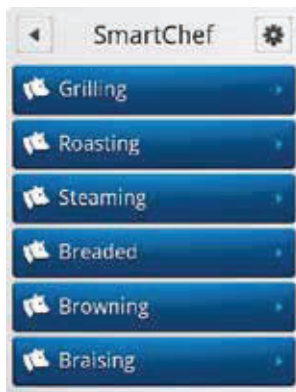 SmartChef
Grilling
Roasting
Steaming
Breaded
Browning
Braising